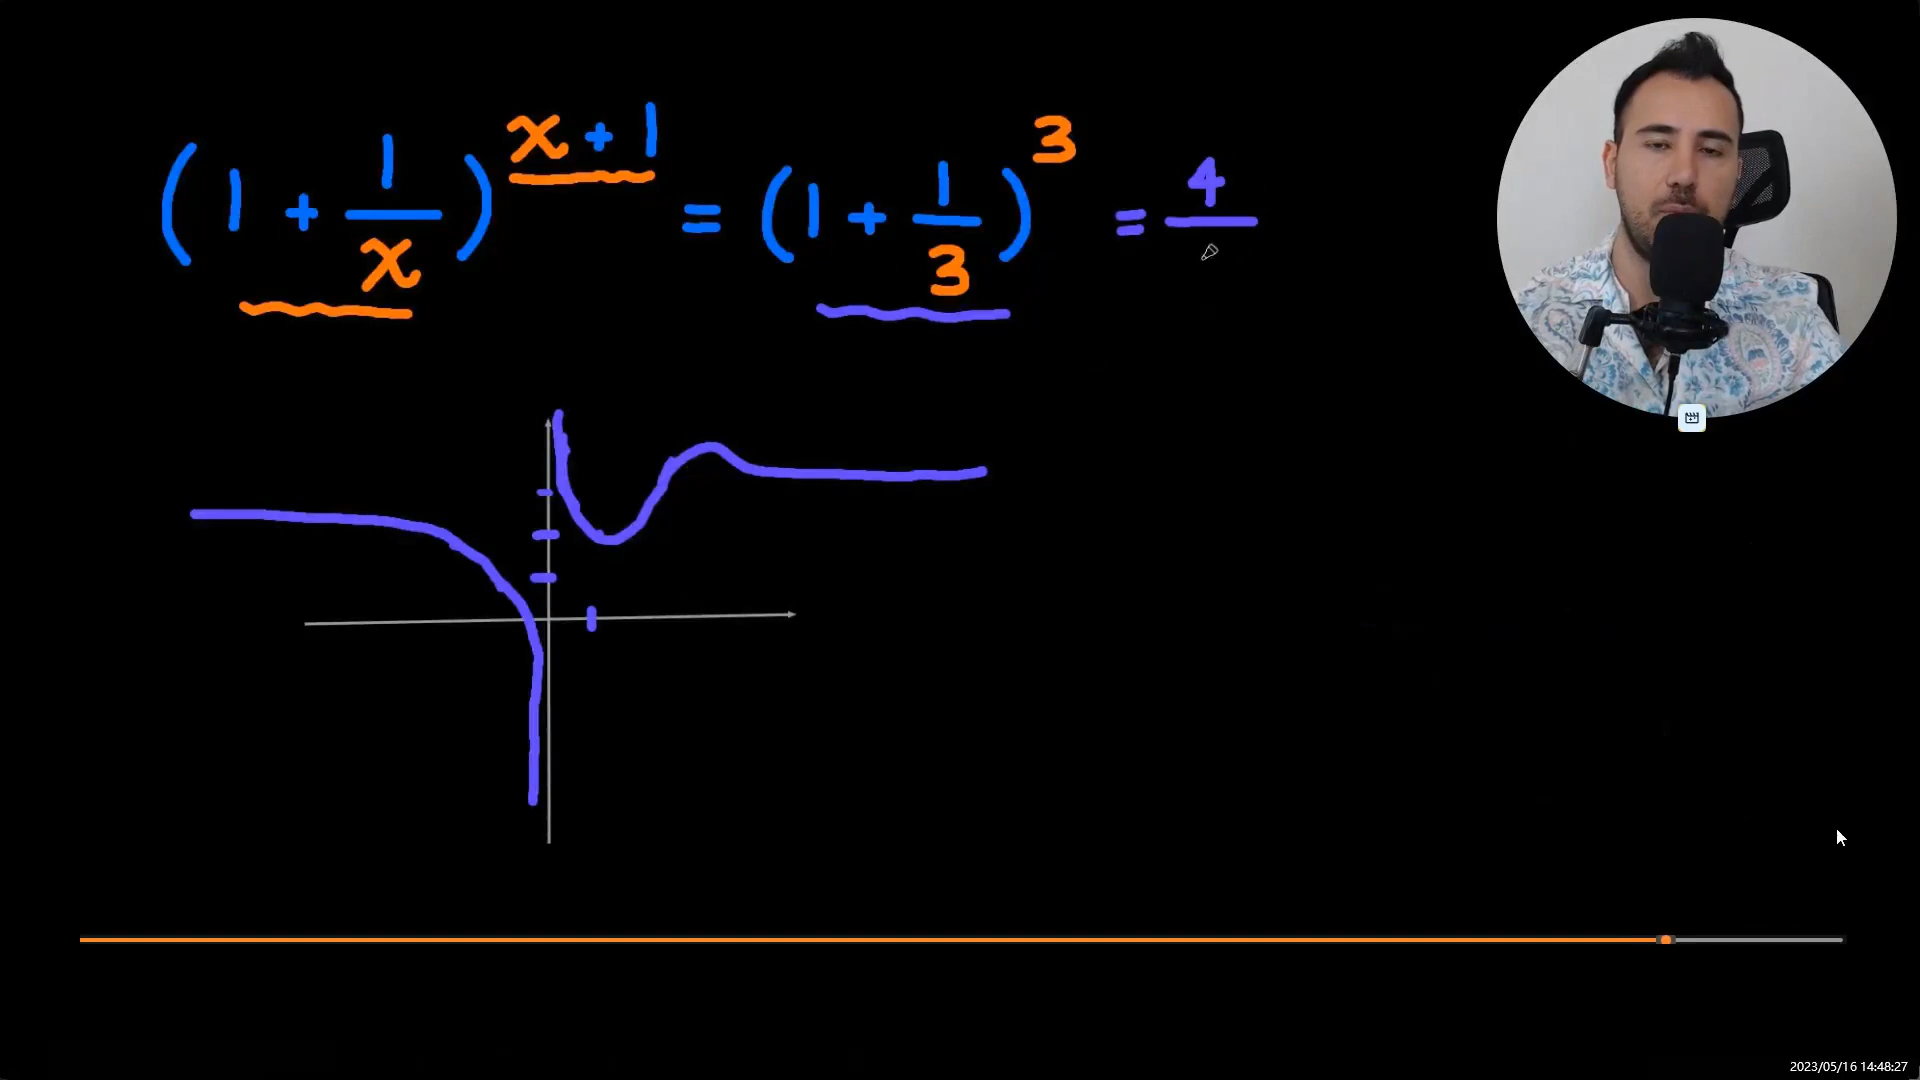 (1 + 1/x)^(x + 1) = (1 + 1/3)^3 = 4/
2023/05/16 14:48:27